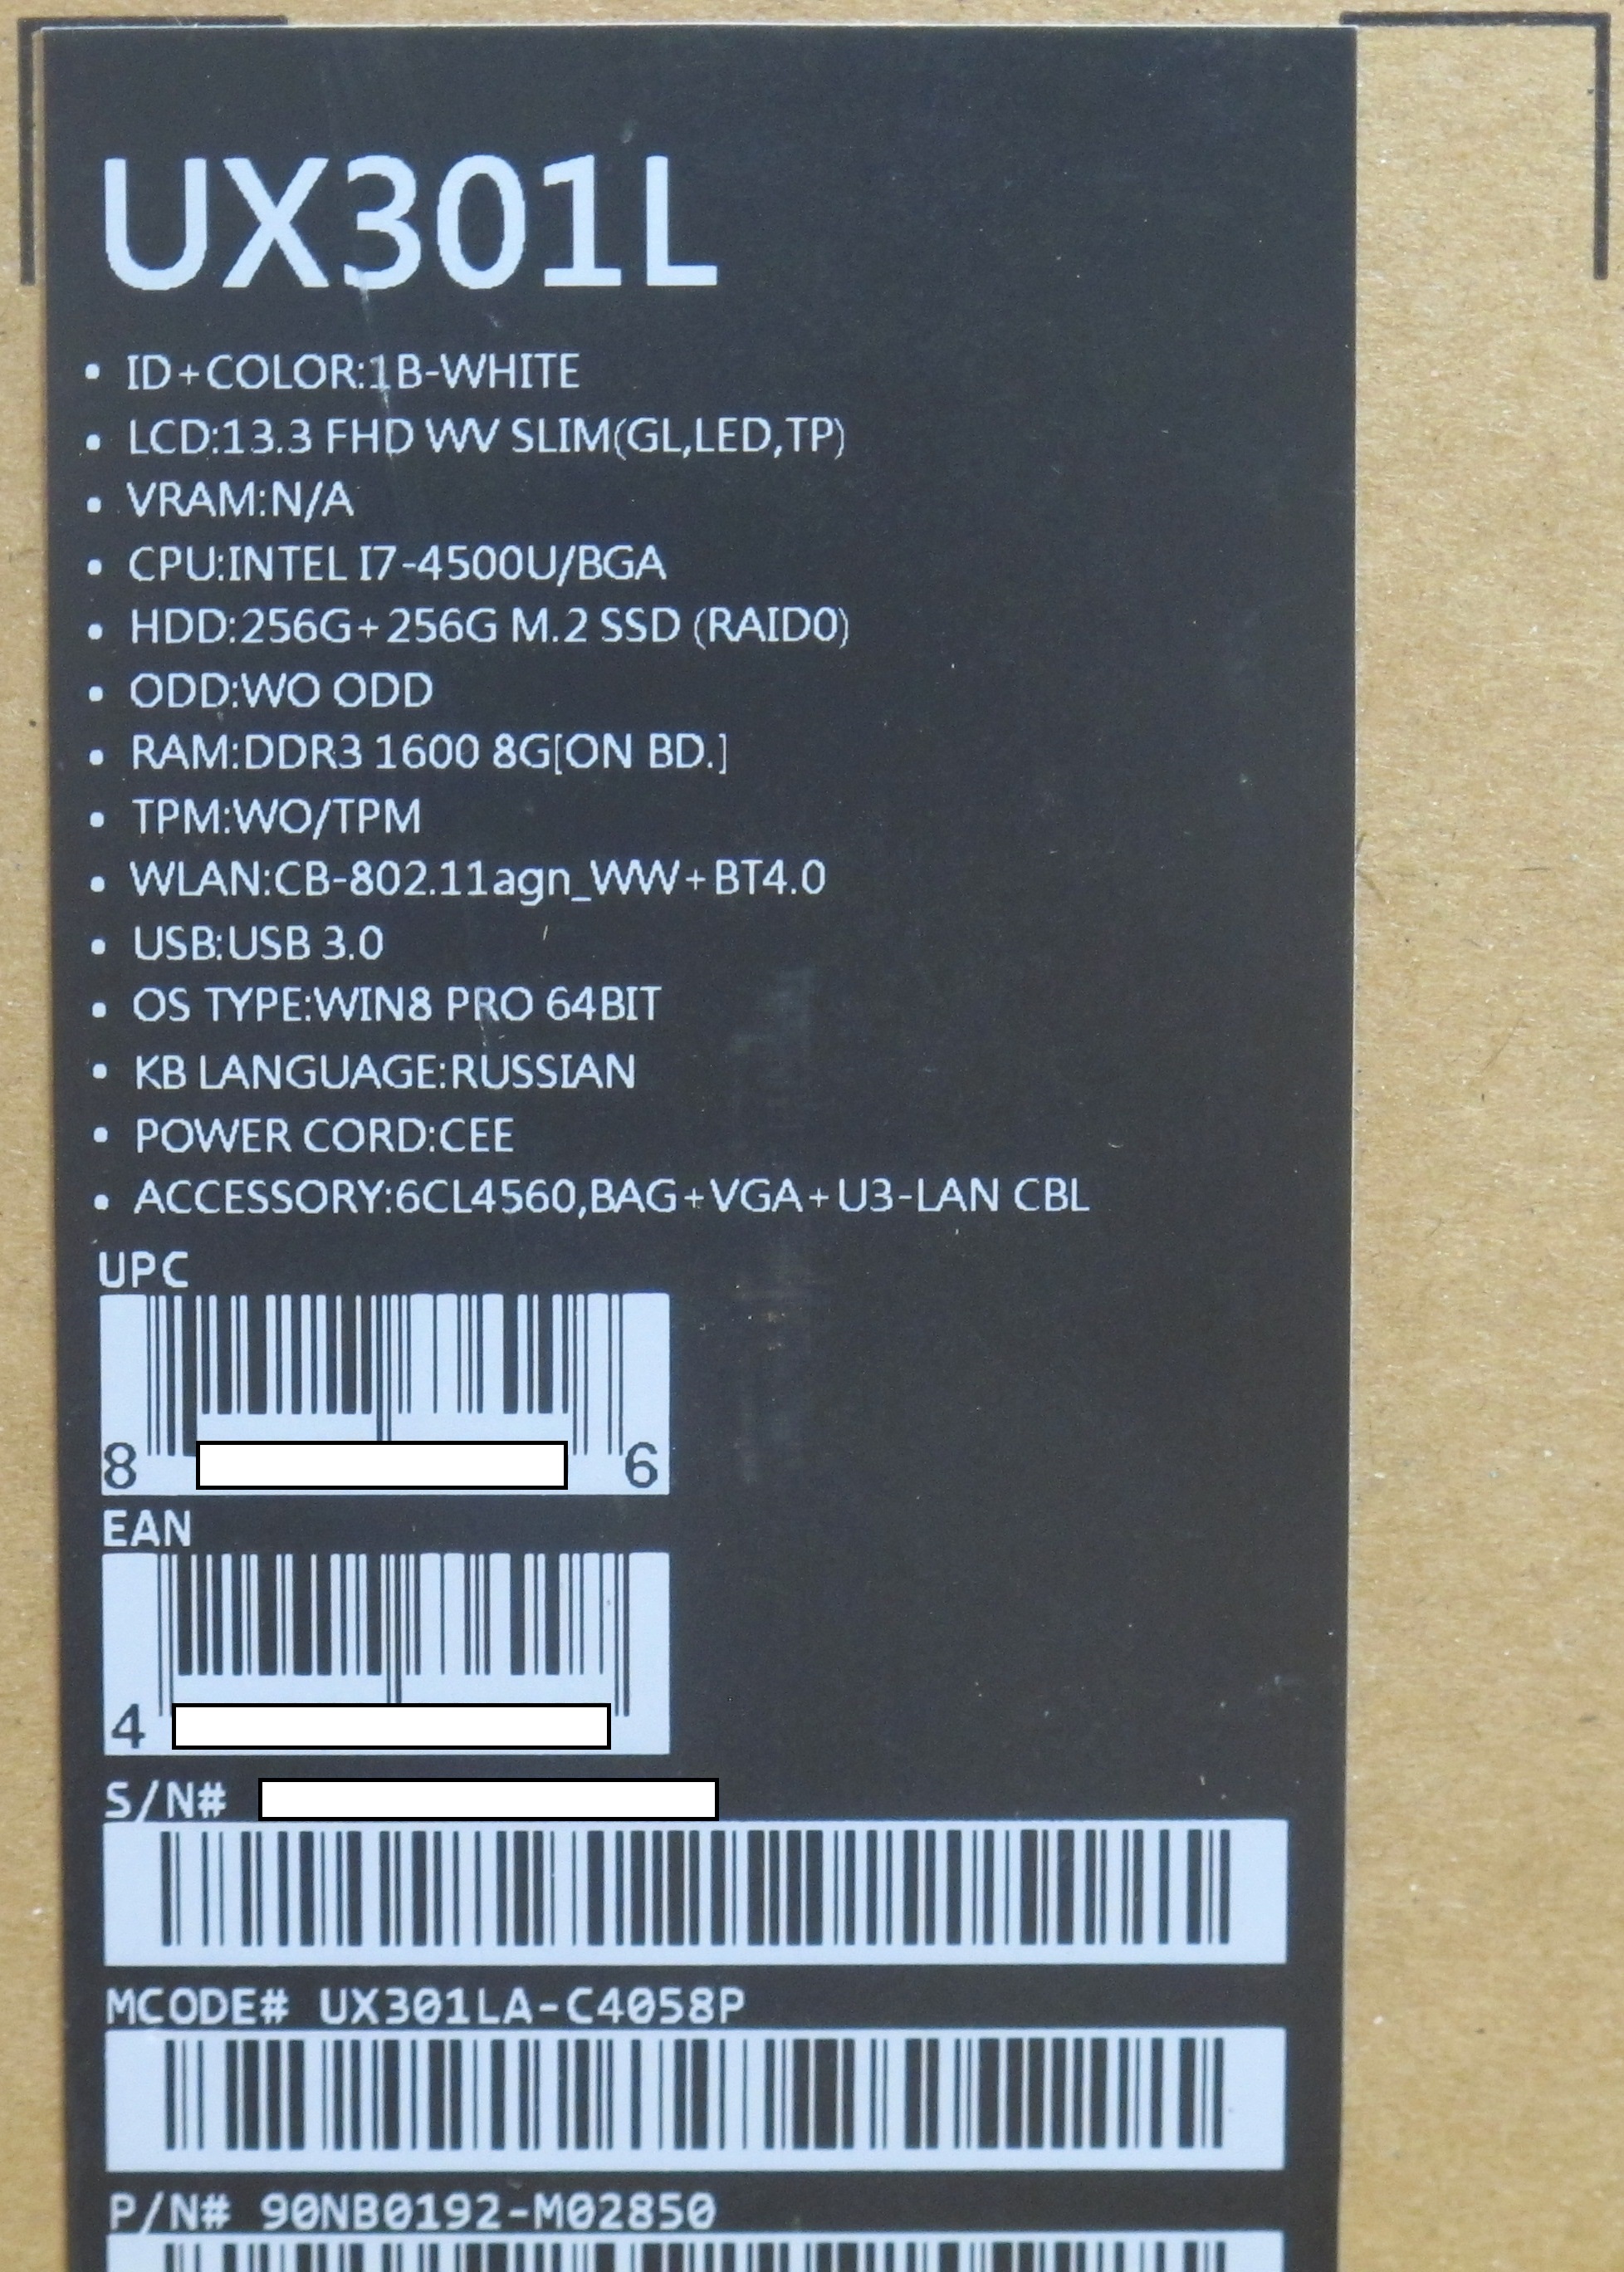 UX301L
• ID+COLOR:1B-WHITE
• LCD:13.3 FHD WV SLIM(GL,LED,TP)
• VRAM:N/A
• CPU:INTEL I7-4500U/BGA
• HDD:256G+256G M.2 SSD (RAID0)
• ODD:WO ODD
• RAM:DDR3 1600 8G[ON BD.]
• TPM:WO/TPM
• WLAN:CB-802.11agn_WW+BT4.0
• USB:USB 3.0
• OS TYPE:WIN8 PRO 64BIT
• KB LANGUAGE:RUSSIAN
• POWER CORD:CEE
• ACCESSORY:6CL4560,BAG+VGA+U3-LAN CBL
UPC
8 6
EAN
4
S/N#
MCODE# UX301LA-C4058P
P/N# 90NB0192-M02850